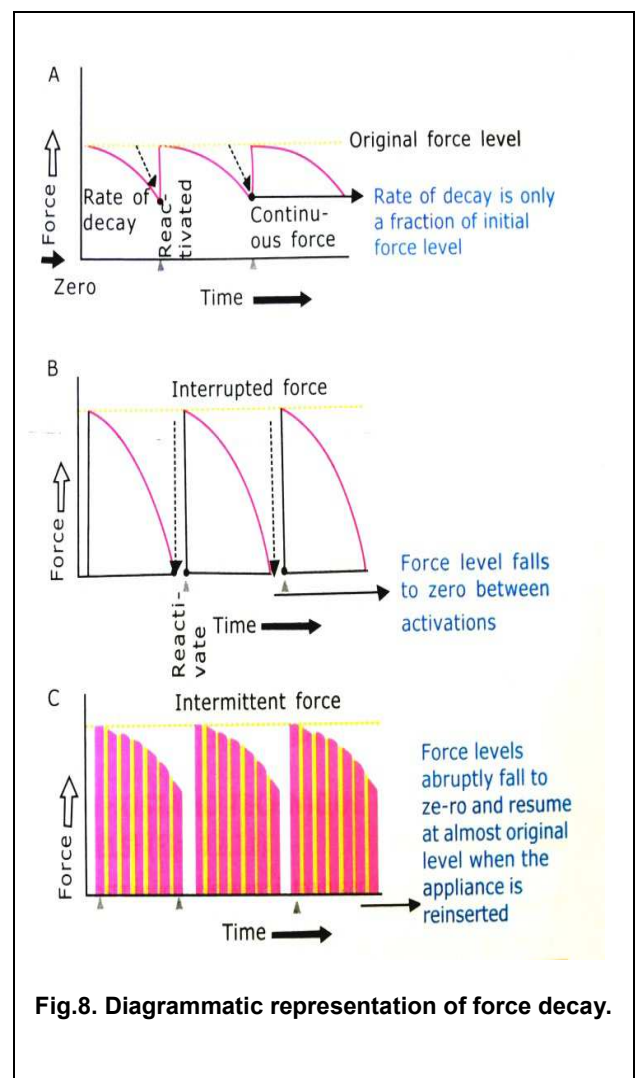 A
Original force level
Force
Rate of
decay
Reac-
tivated
Continu-
ous force
Rate of decay is only
a fraction of initial
force level
Zero
Time
B
Interrupted force
Force
Reacti-
vate
Time
Force level falls
to zero between
activations
C
Intermittent force
Force
Force levels
abruptly fall to
ze-ro and resume
at almost original
level when the
appliance is
reinserted
Time
Fig.8. Diagrammatic representation of force decay.